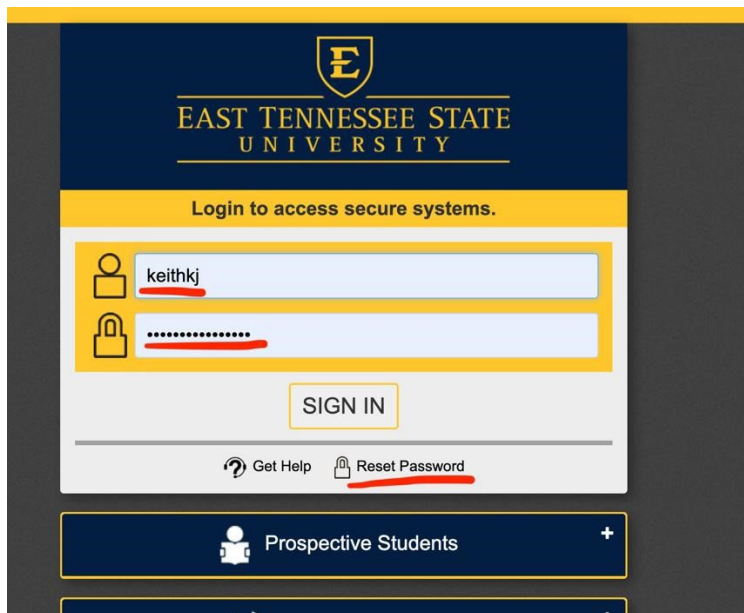 E
EAST TENNESSEE STATE
UNIVERSITY
Login to access secure systems.
keithkj
••••••••••••••••
SIGN IN
Get Help Reset Password
Prospective Students +